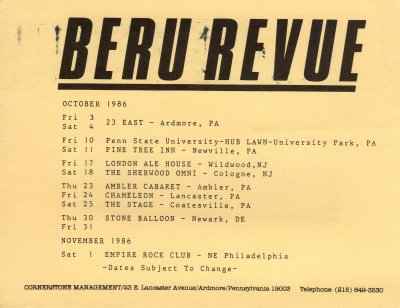 BERU REVUE
OCTOBER 1986
Fri 3
Sat 4 23 EAST - Ardmore, PA
Fri 10 Penn State University-HUB LAWN-University Park, PA
Sat 11 PINE TREE INN - Newville, PA
Fri 17 LONDON ALE HOUSE - Wildwood,NJ
Sat 18 THE SHERWOOD OMNI - Cologne, NJ
Thu 23 AMBLER CABARET - Ambler, PA
Fri 24 CHAMELEON - Lancaster, PA
Sat 25 THE STAGE - Coatesville, PA
Thu 30 STONE BALLOON - Newark, DE
Fri 31
NOVEMBER 1986
Sat 1 EMPIRE ROCK CLUB - NE Philadelphia
-Dates Subject To Change-
CORNERSTONE MANAGEMENT/23 E. Lancaster Avenue/Ardmore/Pennsylvania 19003 Telephone: (215) 649-3530